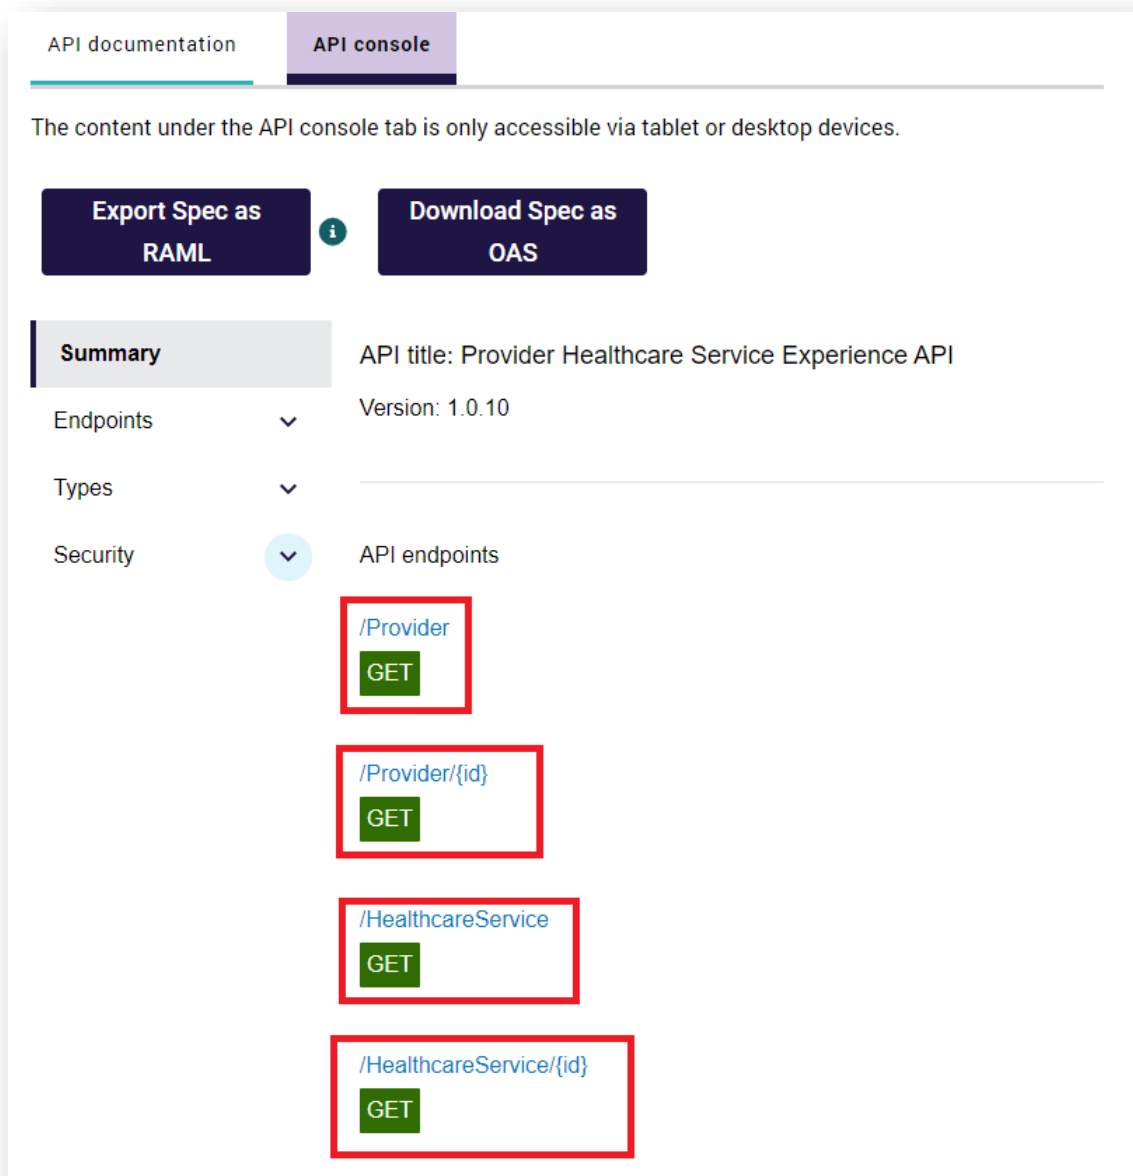 API documentation
API console
The content under the API console tab is only accessible via tablet or desktop devices.
Export Spec as
RAML
i
Download Spec as
OAS
Summary
Endpoints
Types
Security
API title: Provider Healthcare Service Experience API
Version: 1.0.10
API endpoints
/Provider
GET
/Provider/{id}
GET
/HealthcareService
GET
/HealthcareService/{id}
GET